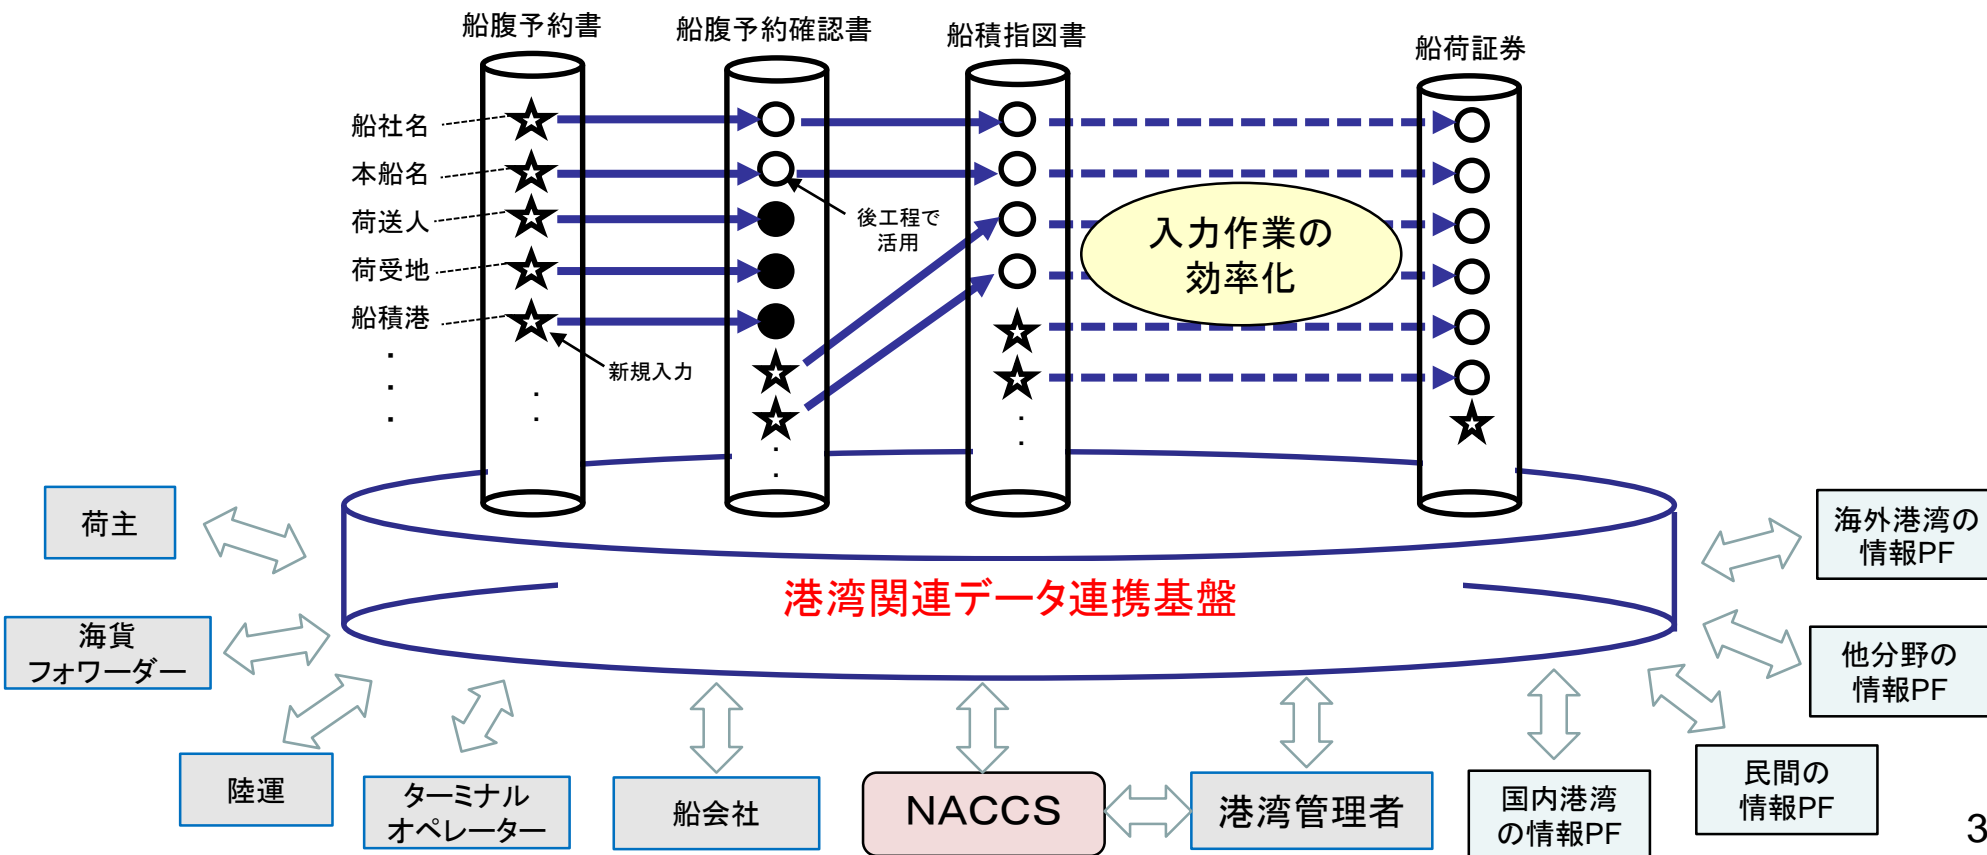 船腹予約書
船腹予約確認書
船積指図書
船荷証券
船社名
本船名
荷送人
荷受地
船積港
・
・
・
新規入力
後工程で
活用
入力作業の
効率化
港湾関連データ連携基盤
荷主
海貨
フォワーダー
陸運
ターミナル
オペレーター
船会社
NACCS
港湾管理者
国内港湾
の情報PF
民間の
情報PF
他分野の
情報PF
海外港湾の
情報PF
3